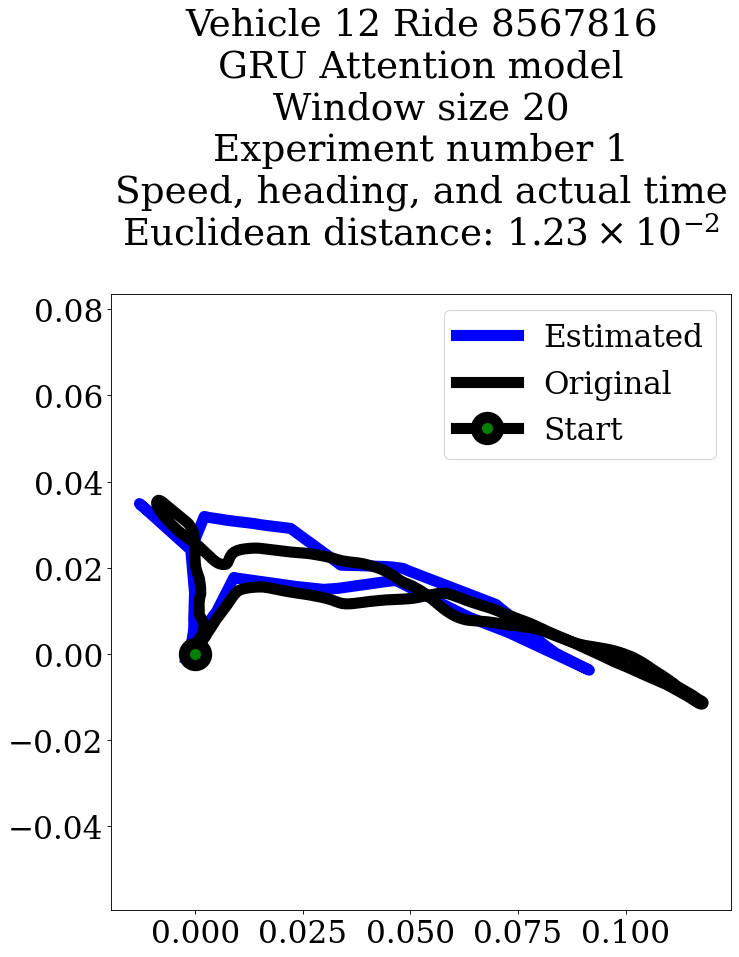 Vehicle 12 Ride 8567816
GRU Attention model
Window size 20
Experiment number 1
Speed, heading, and actual time
Euclidean distance: 1.23 × 10⁻²
0.08
0.06
0.04
0.02
0.00
−0.02
−0.04
Estimated
Original
Start
0.000 0.025 0.050 0.075 0.100